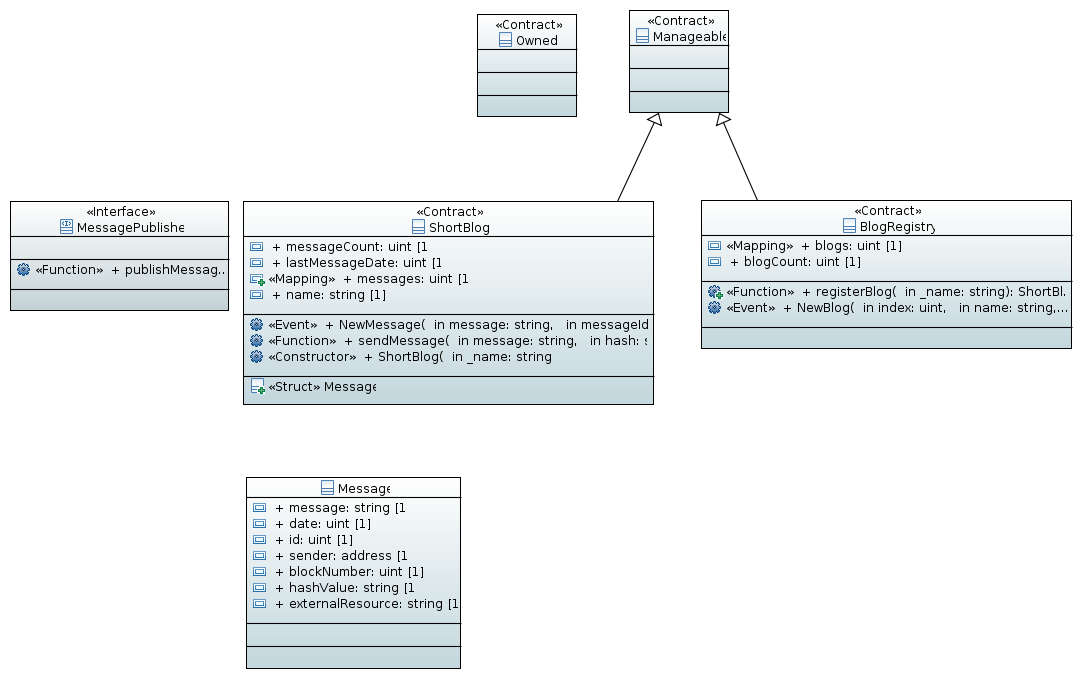 «Contract»
Owned
«Contract»
Manageable
«Interface»
MessagePublishe
«Function» + publishMessag..
«Contract»
ShortBlog
+ messageCount: uint [1
+ lastMessageDate: uint [1
«Mapping» + messages: uint [1
+ name: string [1]
«Event» + NewMessage( in message: string, in messageId
«Function» + sendMessage( in message: string, in hash: s
«Constructor» + ShortBlog( in _name: string
«Struct» Message
«Contract»
BlogRegistry
«Mapping» + blogs: uint [1]
+ blogCount: uint [1]
«Function» + registerBlog( in _name: string): ShortBl.
«Event» + NewBlog( in index: uint, in name: string,...
Message
+ message: string [1
+ date: uint [1]
+ id: uint [1]
+ sender: address [1
+ blockNumber: uint [1]
+ hashValue: string [1
+ externalResource: string [1